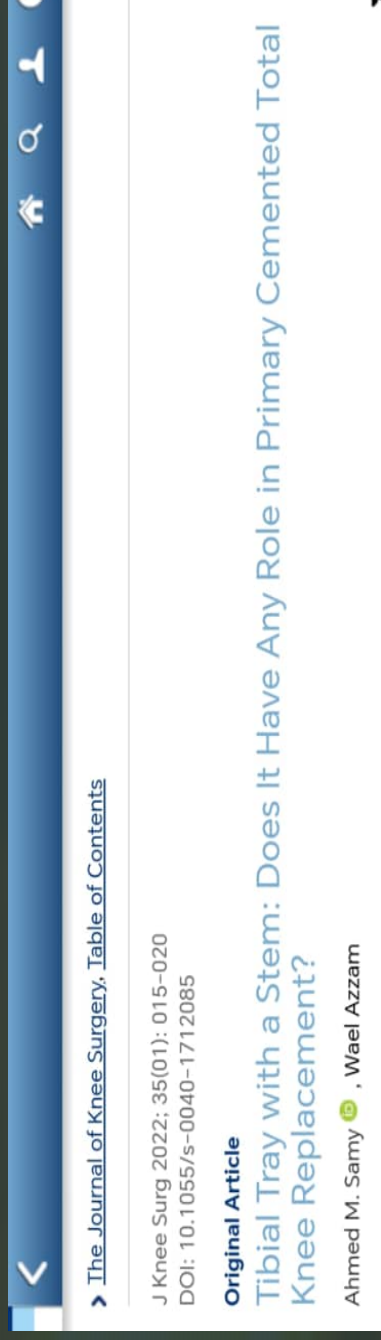 The Journal of Knee Surgery, Table of Contents
J Knee Surg 2022; 35(01): 015-020
DOI: 10.1055/s-0040-1712085
Original Article
Tibial Tray with a Stem: Does It Have Any Role in Primary Cemented Total
Knee Replacement?
Ahmed M. Samy iD , Wael Azzam